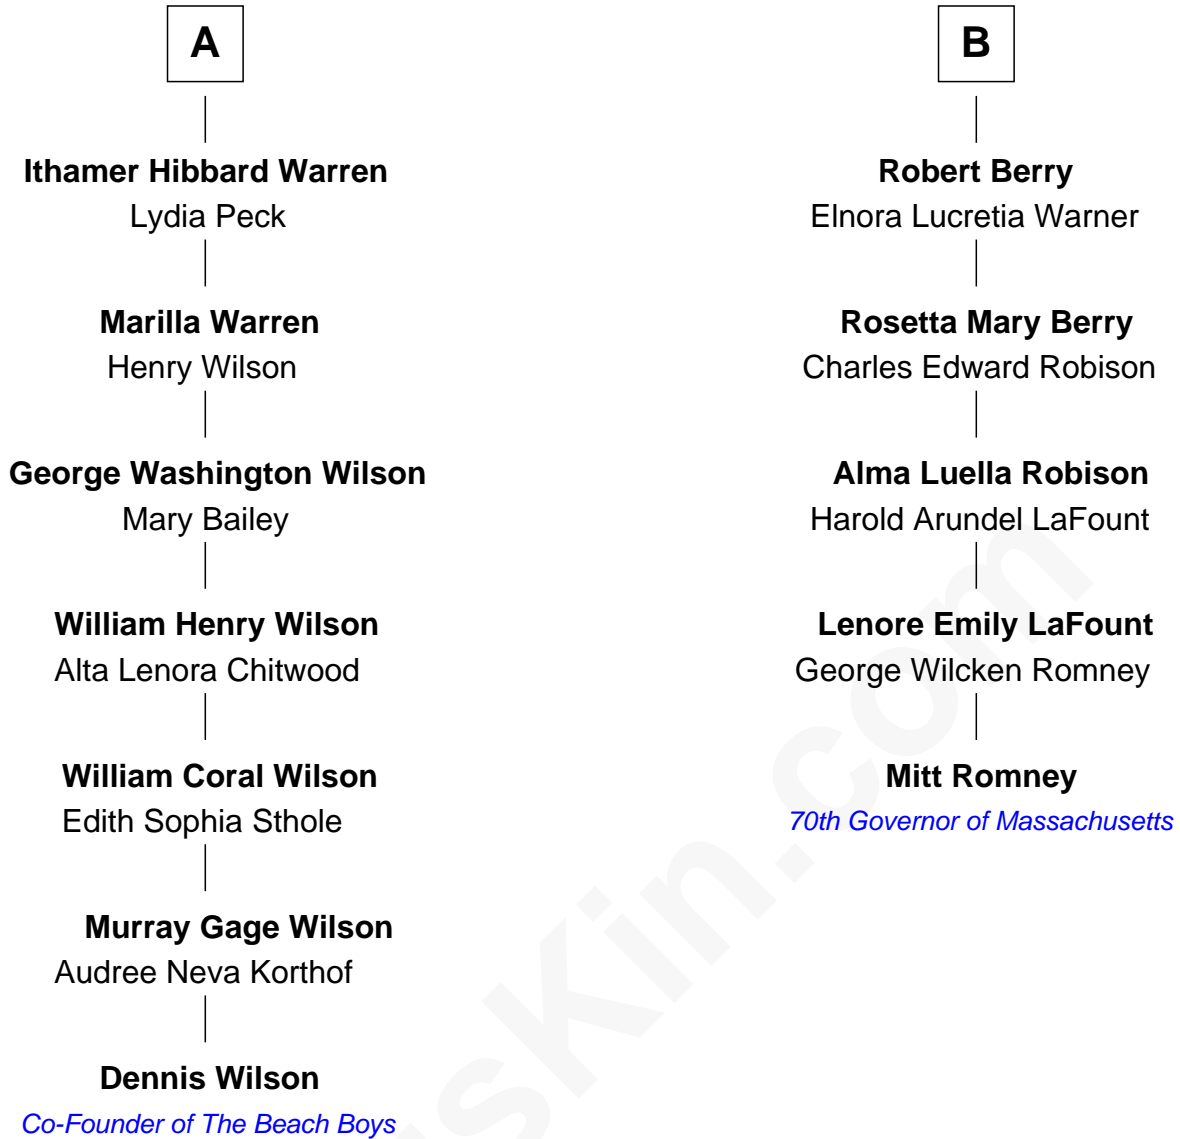 A
Ithamer Hibbard Warren
Lydia Peck
Marilla Warren
Henry Wilson
George Washington Wilson
Mary Bailey
William Henry Wilson
Alta Lenora Chitwood
William Coral Wilson
Edith Sophia Sthole
Murray Gage Wilson
Audree Neva Korthof
Dennis Wilson
Co-Founder of The Beach Boys
B
Robert Berry
Elnora Lucretia Warner
Rosetta Mary Berry
Charles Edward Robison
Alma Luella Robison
Harold Arundel LaFount
Lenore Emily LaFount
George Wilcken Romney
Mitt Romney
70th Governor of Massachusetts